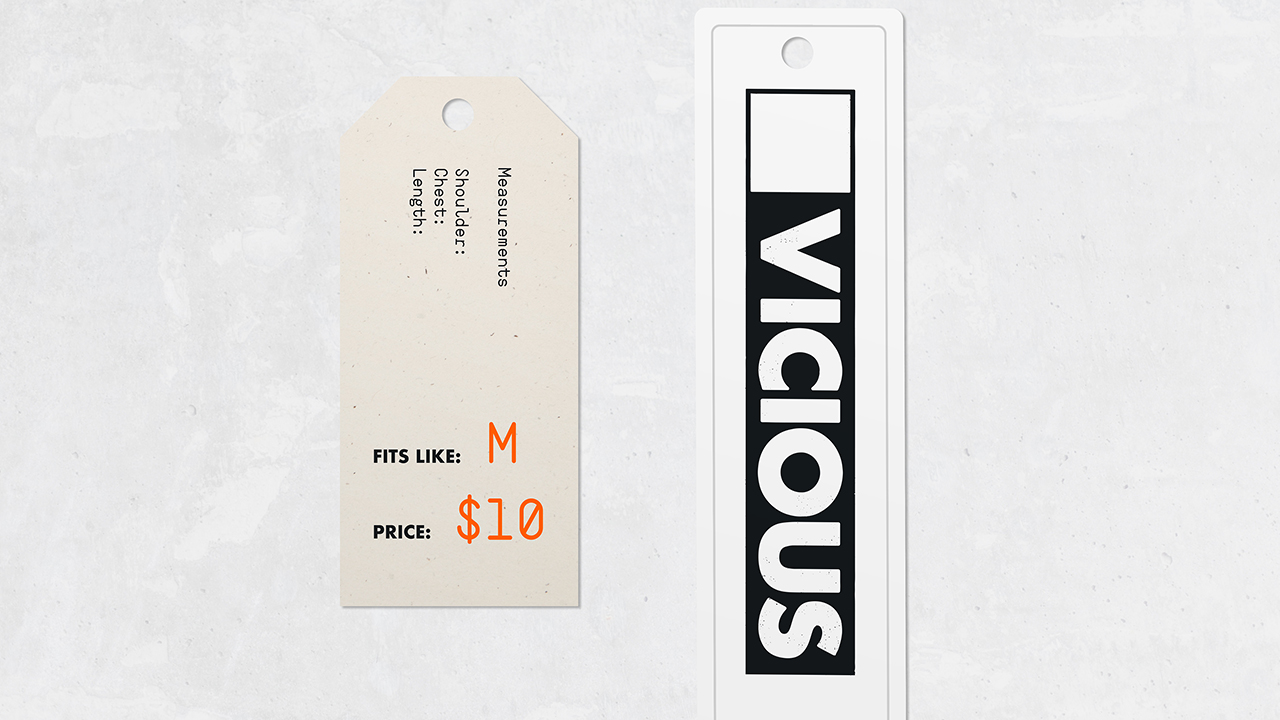 Measurements
Shoulder:
Chest:
Length:
FITS LIKE: M
PRICE: $10
VICIOUS